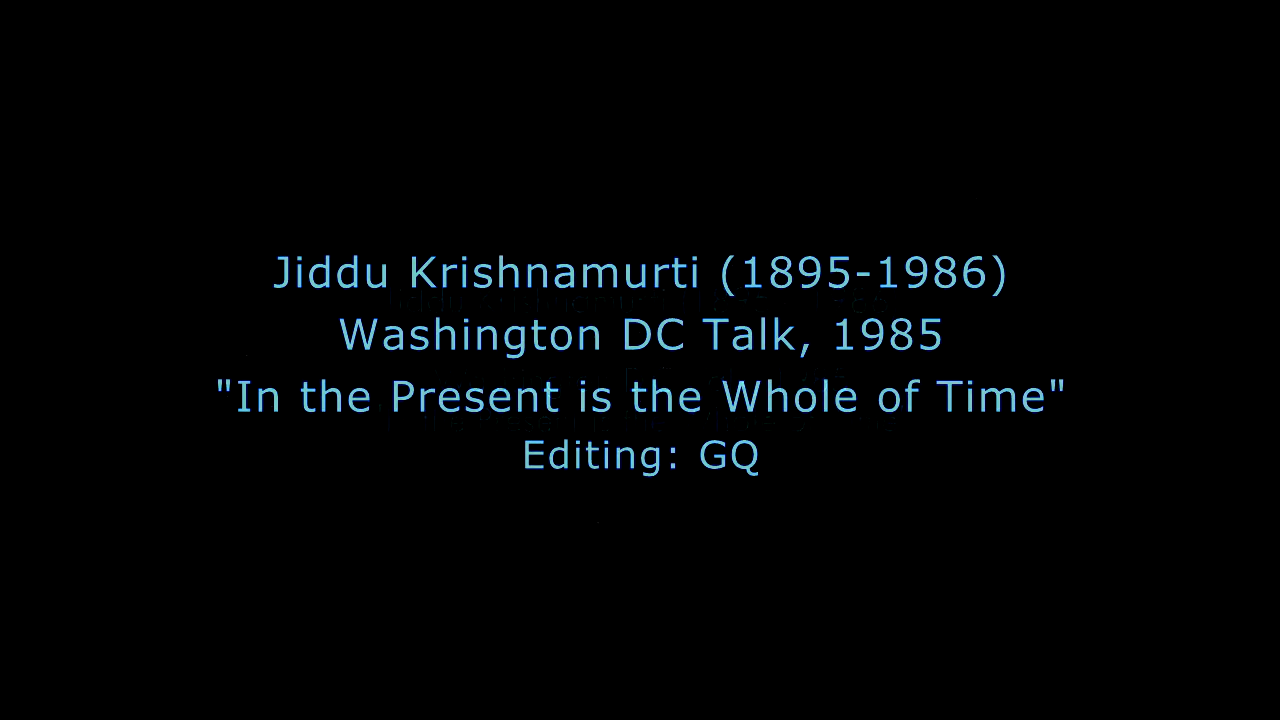 Jiddu Krishnamurti (1895-1986)
Washington DC Talk, 1985
"In the Present is the Whole of Time"
Editing: GQ